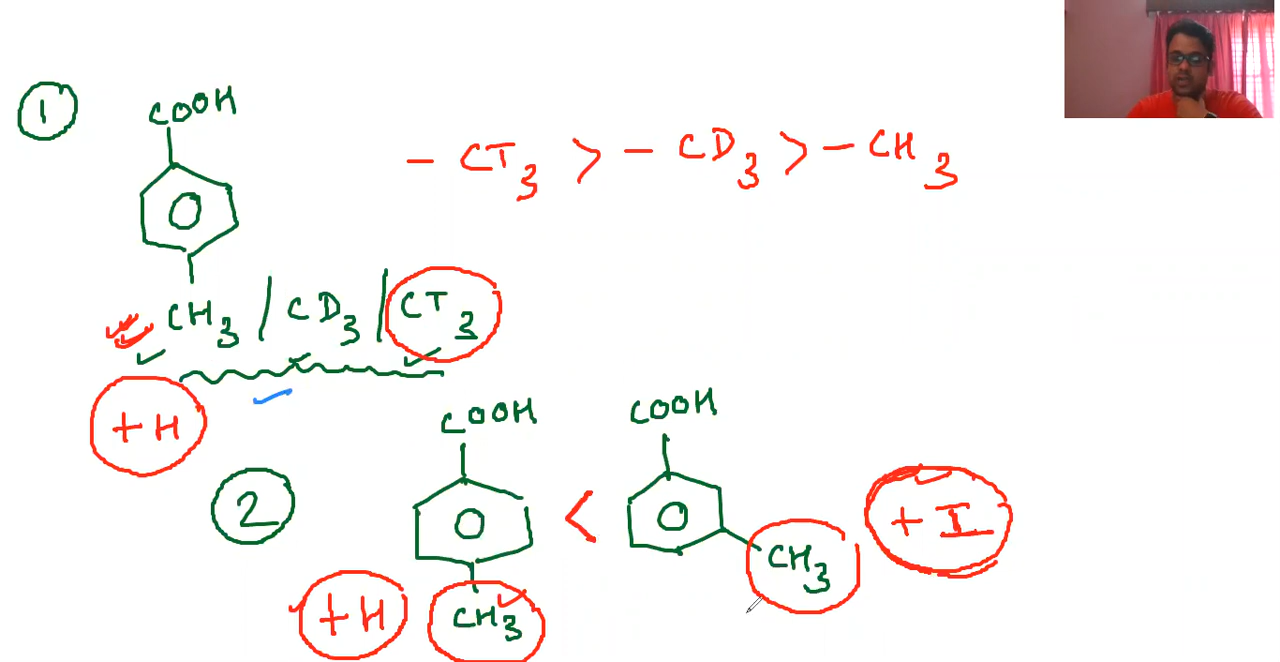 1
COOH
- CT3 > - CD3 > - CH3
CH3 / CD3 / CT3
+H
2
COOH
<
COOH
+ I
CH3
+H
CH3